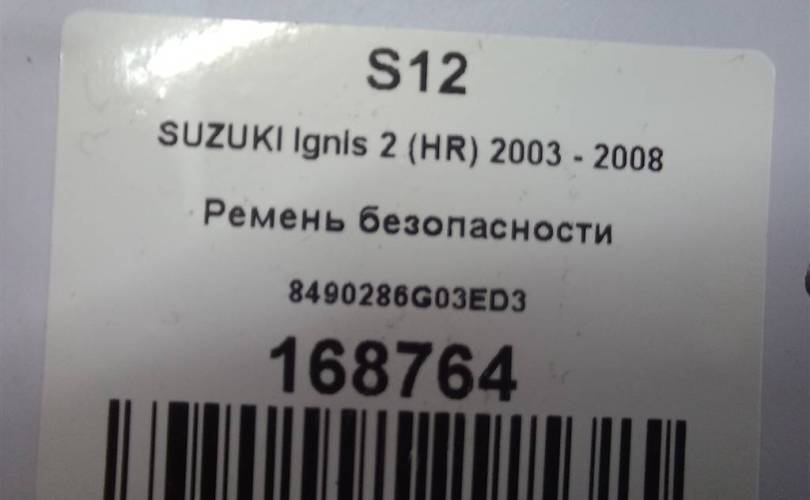 S12
SUZUKI Ignis 2 (HR) 2003 - 2008
Ремень безопасности
8490286G03ED3
168764